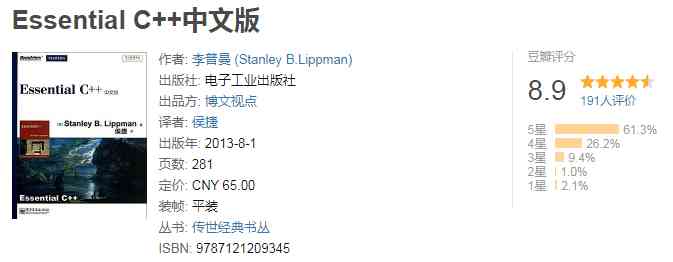 Essential C++中文版
Essential C++ 中文版
Stanley B. Lippman 著
侯捷 译
Essential C++
作者: 李普曼 (Stanley B.Lippman)
出版社: 电子工业出版社
出品方: 博文视点
译者: 侯捷
出版年: 2013-8-1
页数: 281
定价: CNY 65.00
装帧: 平装
丛书: 传世经典书丛
ISBN: 9787121209345
豆瓣评分
8.9
191人评价
5星 61.3%
4星 26.2%
3星 9.4%
2星 1.0%
1星 2.1%